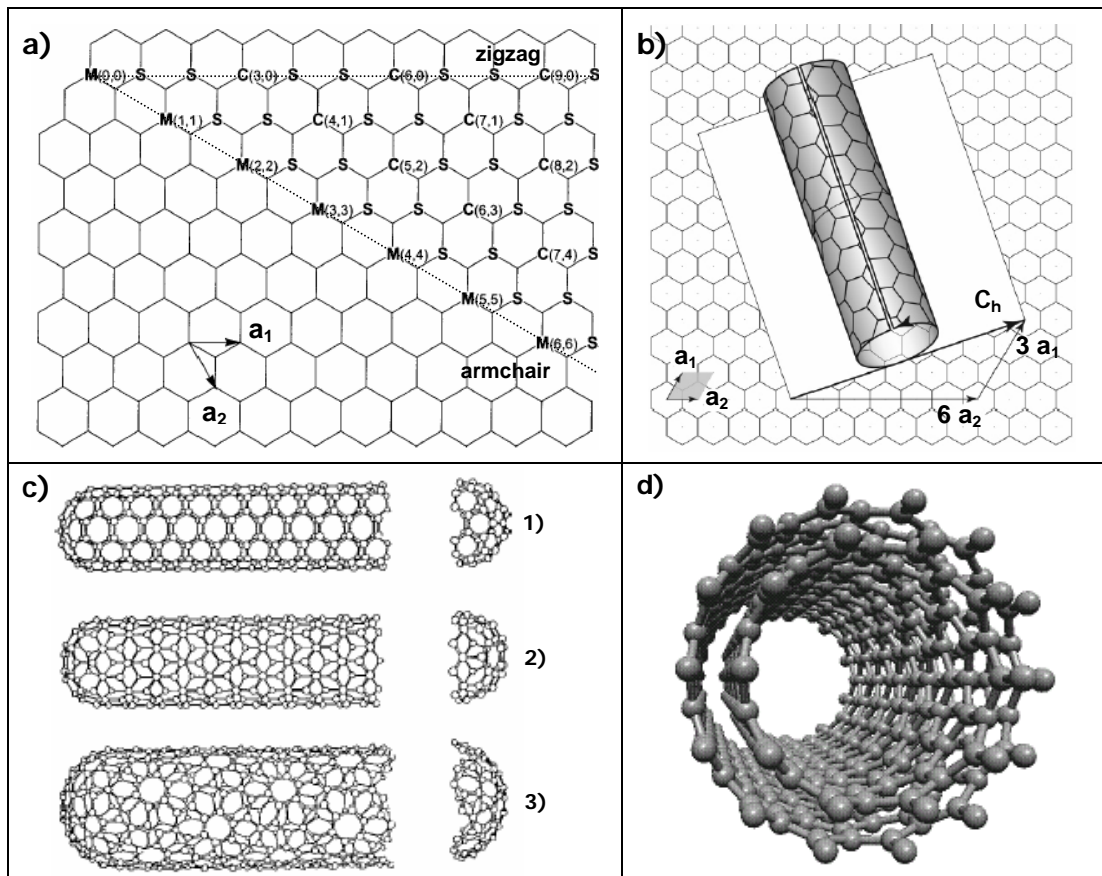 a)
zigzag
M(0,0) S S C(3,0) S S C(6,0) S S C(9,0) S
M(1,1) S S C(4,1) S S C(7,1) S S
M(2,2) S S C(5,2) S S C(8,2) S
M(3,3) S S C(6,3) S S
M(4,4) S S C(7,4) S
M(5,5) S S
M(6,6) S
armchair
a1
a2
b)
Ch
3 a1
6 a2
a1
a2
c)
1)
2)
3)
d)